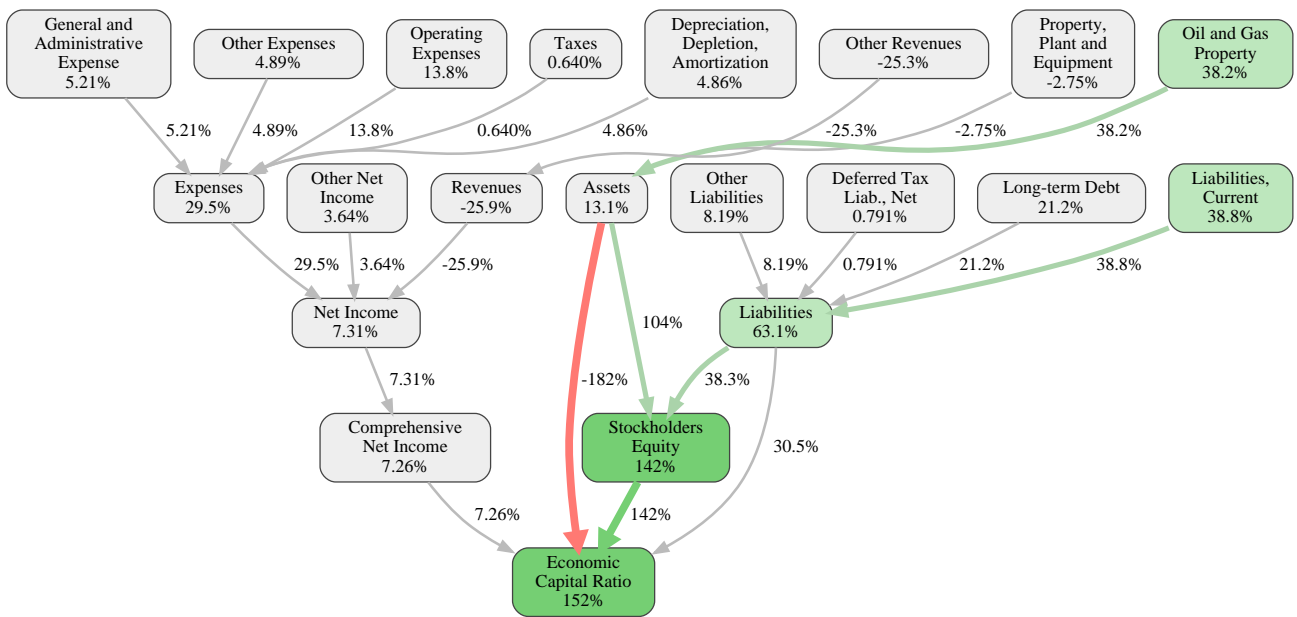 General and
Administrative
Expense
5.21%
Other Expenses
4.89%
Operating
Expenses
13.8%
Taxes
0.640%
Depreciation,
Depletion,
Amortization
4.86%
Other Revenues
-25.3%
Property,
Plant and
Equipment
-2.75%
Oil and Gas
Property
38.2%
5.21%
4.89%
13.8%
0.640%
4.86%
-25.3%
-2.75%
38.2%
Expenses
29.5%
Other Net
Income
3.64%
Revenues
-25.9%
Assets
13.1%
Other
Liabilities
8.19%
Deferred Tax
Liab., Net
0.791%
Long-term Debt
21.2%
Liabilities,
Current
38.8%
29.5%
3.64%
-25.9%
8.19%
0.791%
21.2%
38.8%
Net Income
7.31%
104%
Liabilities
63.1%
7.31%
-182%
38.3%
Comprehensive
Net Income
7.26%
Stockholders
Equity
142%
30.5%
7.26%
142%
Economic
Capital Ratio
152%